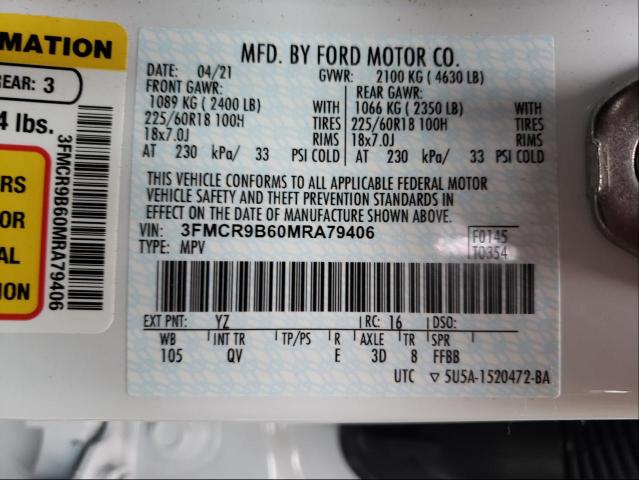 RMATION
REAR: 3
4 lbs.
RS
OR
AL
ION
3FMCR9B60MRA79406
MFD. BY FORD MOTOR CO.
DATE: 04/21 GVWR: 2100 KG (4630 LB)
FRONT GAWR: REAR GAWR:
1089 KG (2400 LB) WITH 1066 KG (2350 LB) WITH
225/60R18 100H TIRES 225/60R18 100H TIRES
18x7.0J RIMS 18x7.0J RIMS
AT 230 kPa/ 33 PSI COLD AT 230 kPa/ 33 PSI COLD
THIS VEHICLE CONFORMS TO ALL APPLICABLE FEDERAL MOTOR
VEHICLE SAFETY AND THEFT PREVENTION STANDARDS IN
EFFECT ON THE DATE OF MANUFACTURE SHOWN ABOVE.
VIN: 3FMCR9B60MRA79406 F0145
TYPE: MPV T0354
EXT PNT: YZ RC: 16 DSO:
WB INT TR TP/PS R AXLE TR SPR
105 QV E 3D 8 FFBB
UTC ▽ 5U5A-1520472-BA